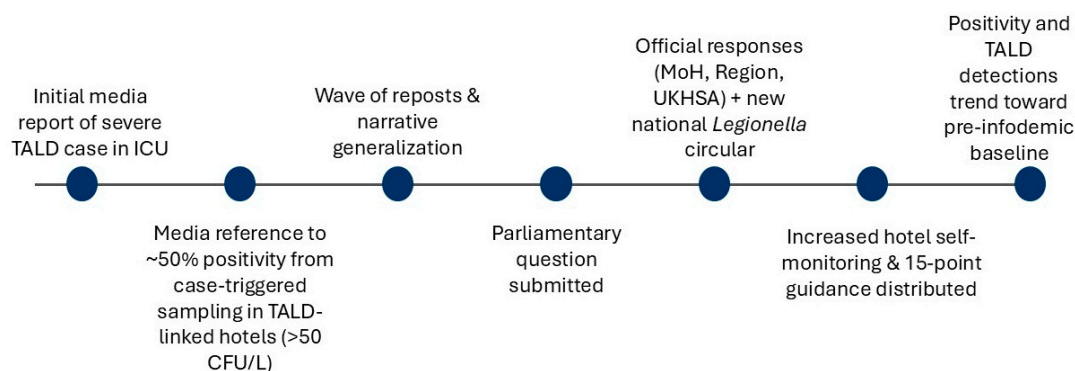 Initial media
report of severe
TALD case in ICU
Media reference to
~50% positivity from
case-triggered
sampling in TALD-
linked hotels (>50
CFU/L)
Wave of reposts &
narrative
generalization
Parliamentary
question
submitted
Official responses
(MoH, Region,
UKHSA) + new
national Legionella
circular
Increased hotel self-
monitoring & 15-point
guidance distributed
Positivity and
TALD
detections
trend toward
pre-infodemic
baseline